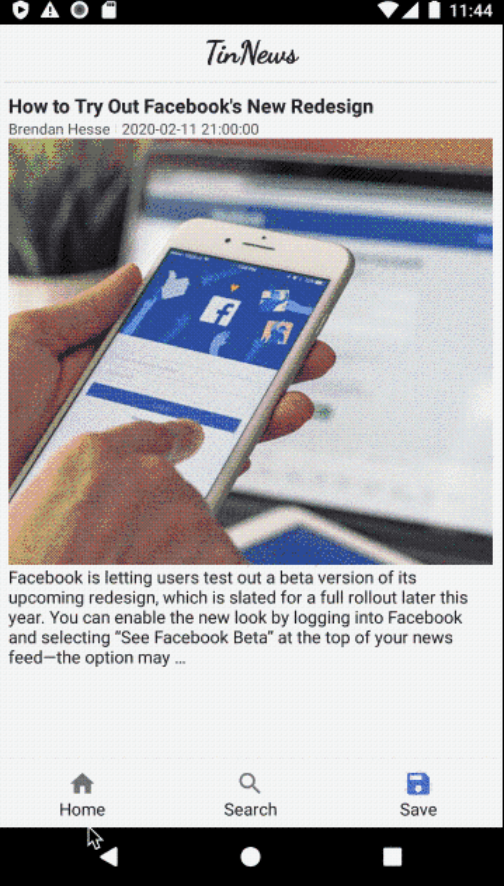 11:44
TinNews
How to Try Out Facebook's New Redesign
Brendan Hesse 2020-02-11 21:00:00
Facebook is letting users test out a beta version of its
upcoming redesign, which is slated for a full rollout later this
year. You can enable the new look by logging into Facebook
and selecting “See Facebook Beta” at the top of your news
feed—the option may …
Home Search Save